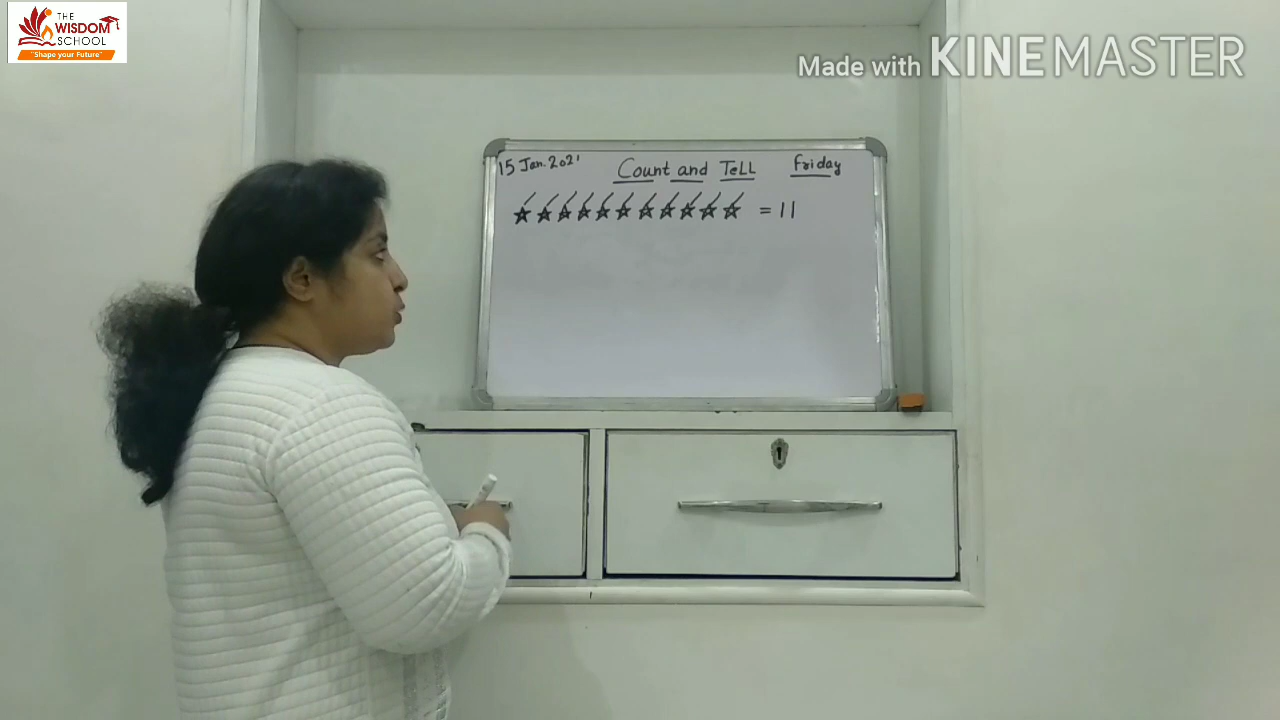 THE
WISDOM
SCHOOL
"Shape your Future"
Made with KINEMASTER
15 Jan. 2021 Count and TeLL Friday
= 11